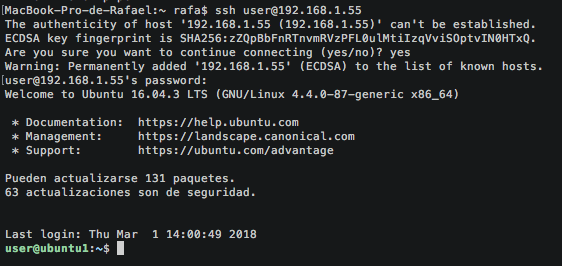 [MacBook-Pro-de-Rafael:~ rafa$ ssh user@192.168.1.55
The authenticity of host '192.168.1.55 (192.168.1.55)' can't be established.
ECDSA key fingerprint is SHA256:zZQpBbFnRTnvmRVzPFL0ulMtiIzqVviSOptvIN0HTxQ.
Are you sure you want to continue connecting (yes/no)? yes
Warning: Permanently added '192.168.1.55' (ECDSA) to the list of known hosts.
[user@192.168.1.55's password:
Welcome to Ubuntu 16.04.3 LTS (GNU/Linux 4.4.0-87-generic x86_64)
* Documentation: https://help.ubuntu.com
* Management: https://landscape.canonical.com
* Support: https://ubuntu.com/advantage
Pueden actualizarse 131 paquetes.
63 actualizaciones son de seguridad.
Last login: Thu Mar 1 14:00:49 2018
user@ubuntu1:~$